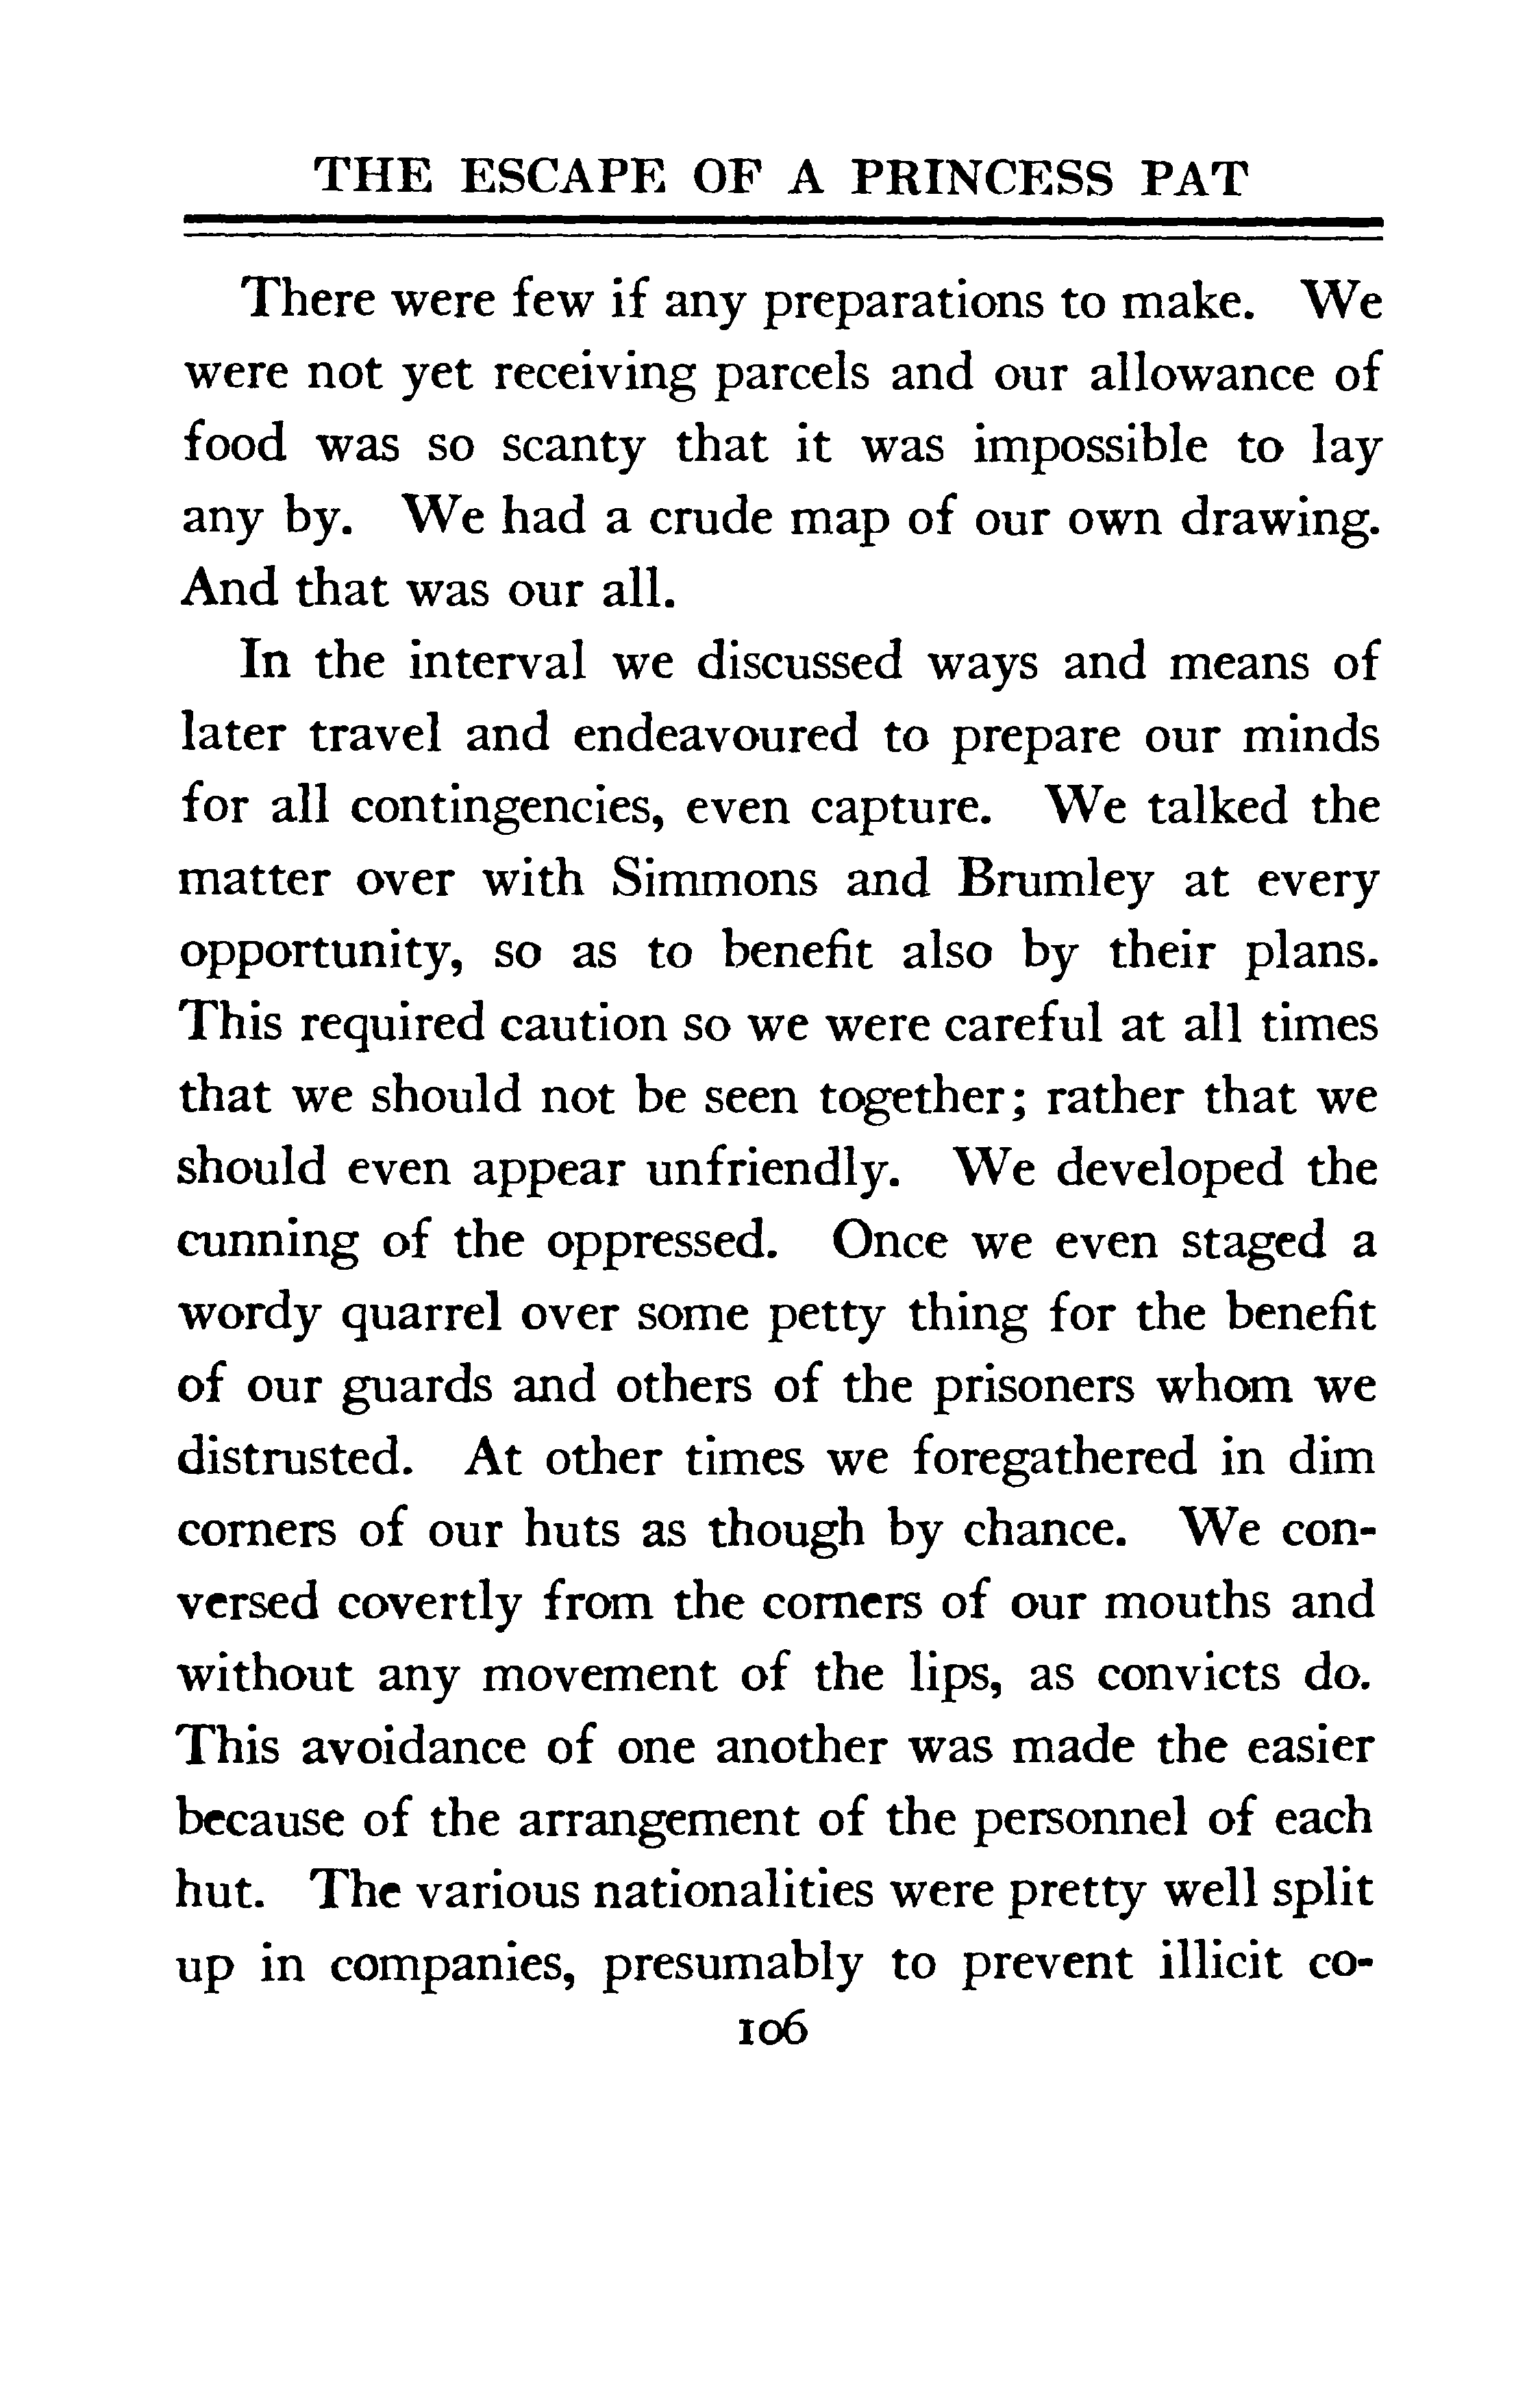 THE ESCAPE OF A PRINCESS PAT
There were few if any preparations to make. We
were not yet receiving parcels and our allowance of
food was so scanty that it was impossible to lay
any by. We had a crude map of our own drawing.
And that was our all.
In the interval we discussed ways and means of
later travel and endeavoured to prepare our minds
for all contingencies, even capture. We talked the
matter over with Simmons and Brumley at every
opportunity, so as to benefit also by their plans.
This required caution so we were careful at all times
that we should not be seen together; rather that we
should even appear unfriendly. We developed the
cunning of the oppressed. Once we even staged a
wordy quarrel over some petty thing for the benefit
of our guards and others of the prisoners whom we
distrusted. At other times we foregathered in dim
corners of our huts as though by chance. We con-
versed covertly from the corners of our mouths and
without any movement of the lips, as convicts do.
This avoidance of one another was made the easier
because of the arrangement of the personnel of each
hut. The various nationalities were pretty well split
up in companies, presumably to prevent illicit co-
106